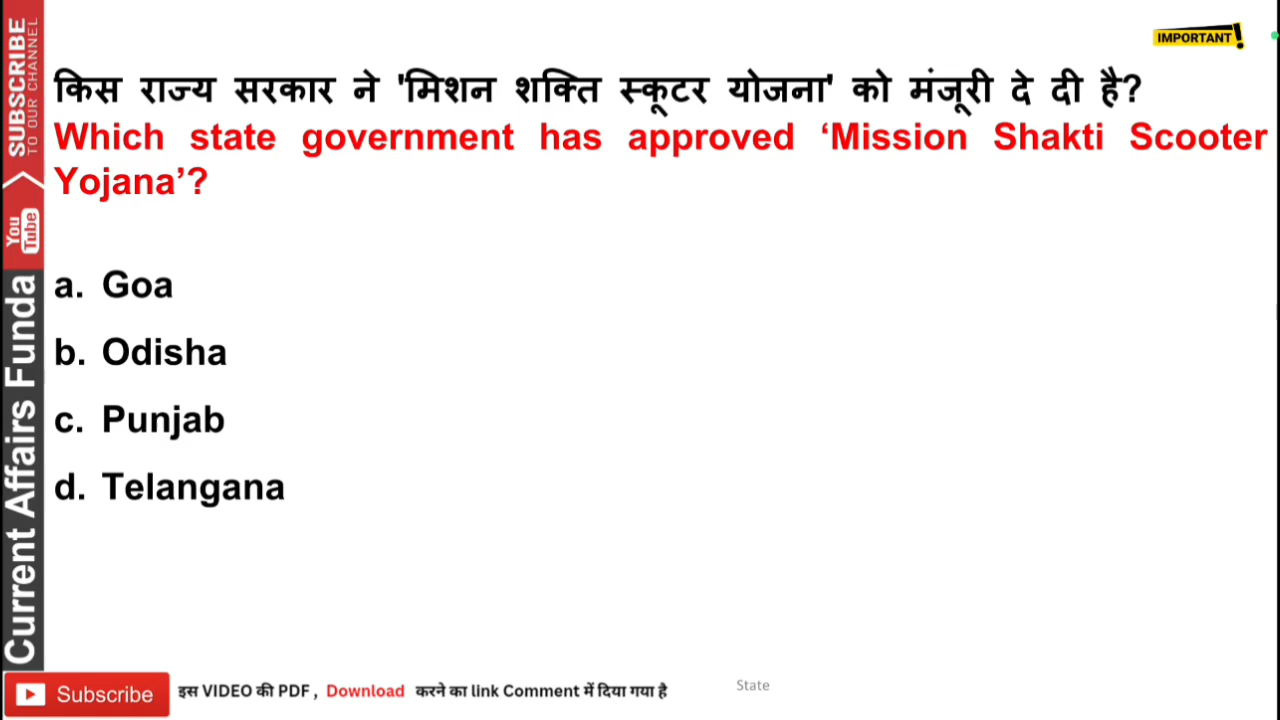 IMPORTANT!
किस राज्य सरकार ने 'मिशन शक्ति स्कूटर योजना' को मंजूरी दे दी है?
Which state government has approved ‘Mission Shakti Scooter
Yojana’?
a. Goa
b. Odisha
c. Punjab
d. Telangana
SUBSCRIBE
TO OUR CHANNEL
You
Tube
Current Affairs Funda
Subscribe
इस VIDEO की PDF , Download करने का link Comment में दिया गया है
State